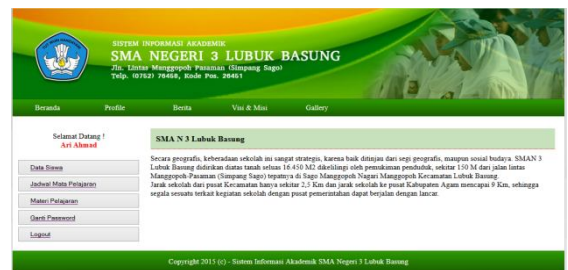 SISTEM INFORMASI AKADEMIK
SMA NEGERI 3 LUBUK BASUNG
Jln. Lintas Manggopoh Pasaman (Simpang Sago)
Telp. (0752) 76458, Kode Pos. 26451
Beranda Profile Berita Visi & Misi Gallery
Selamat Datang !
Ari Ahmad
Data Siswa
Jadwal Mata Pelajaran
Materi Pelajaran
Ganti Password
Logout
SMA N 3 Lubuk Basung
Secara geografis, keberadaan sekolah ini sangat strategis, karena baik ditinjau dari segi geografis, maupun sosial budaya. SMAN 3
Lubuk Basung didirikan diatas tanah seluas 16.450 M2 dikelilingi oleh pemukiman penduduk, sekitar 150 M dari jalan lintas
Manggopoh-Pasaman (Simpang Sago) tepatnya di Sago Manggopoh Nagari Manggopoh Kecamatan Lubuk Basung.
Jarak sekolah dari pusat Kecamatan hanya sekitar 2,5 Km dan jarak sekolah ke pusat Kabupaten Agam mencapai 9 Km, sehingga
segala sesuatu terkait kegiatan sekolah dengan pusat pemerintahan dapat berjalan dengan lancar.
Copyright 2015 (c) - Sistem Informasi Akademik SMA Negeri 3 Lubuk Basung